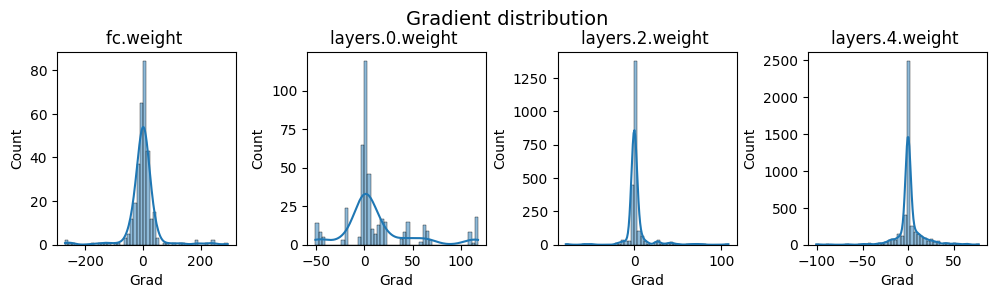 Gradient distribution
fc.weight
layers.0.weight
layers.2.weight
layers.4.weight
80
60
40
20
0
Count
−200
0
200
Grad
100
75
50
25
0
Count
−50
0
50
100
Grad
1250
1000
750
500
250
0
Count
0
100
Grad
2500
2000
1500
1000
500
0
Count
−100
−50
0
50
Grad